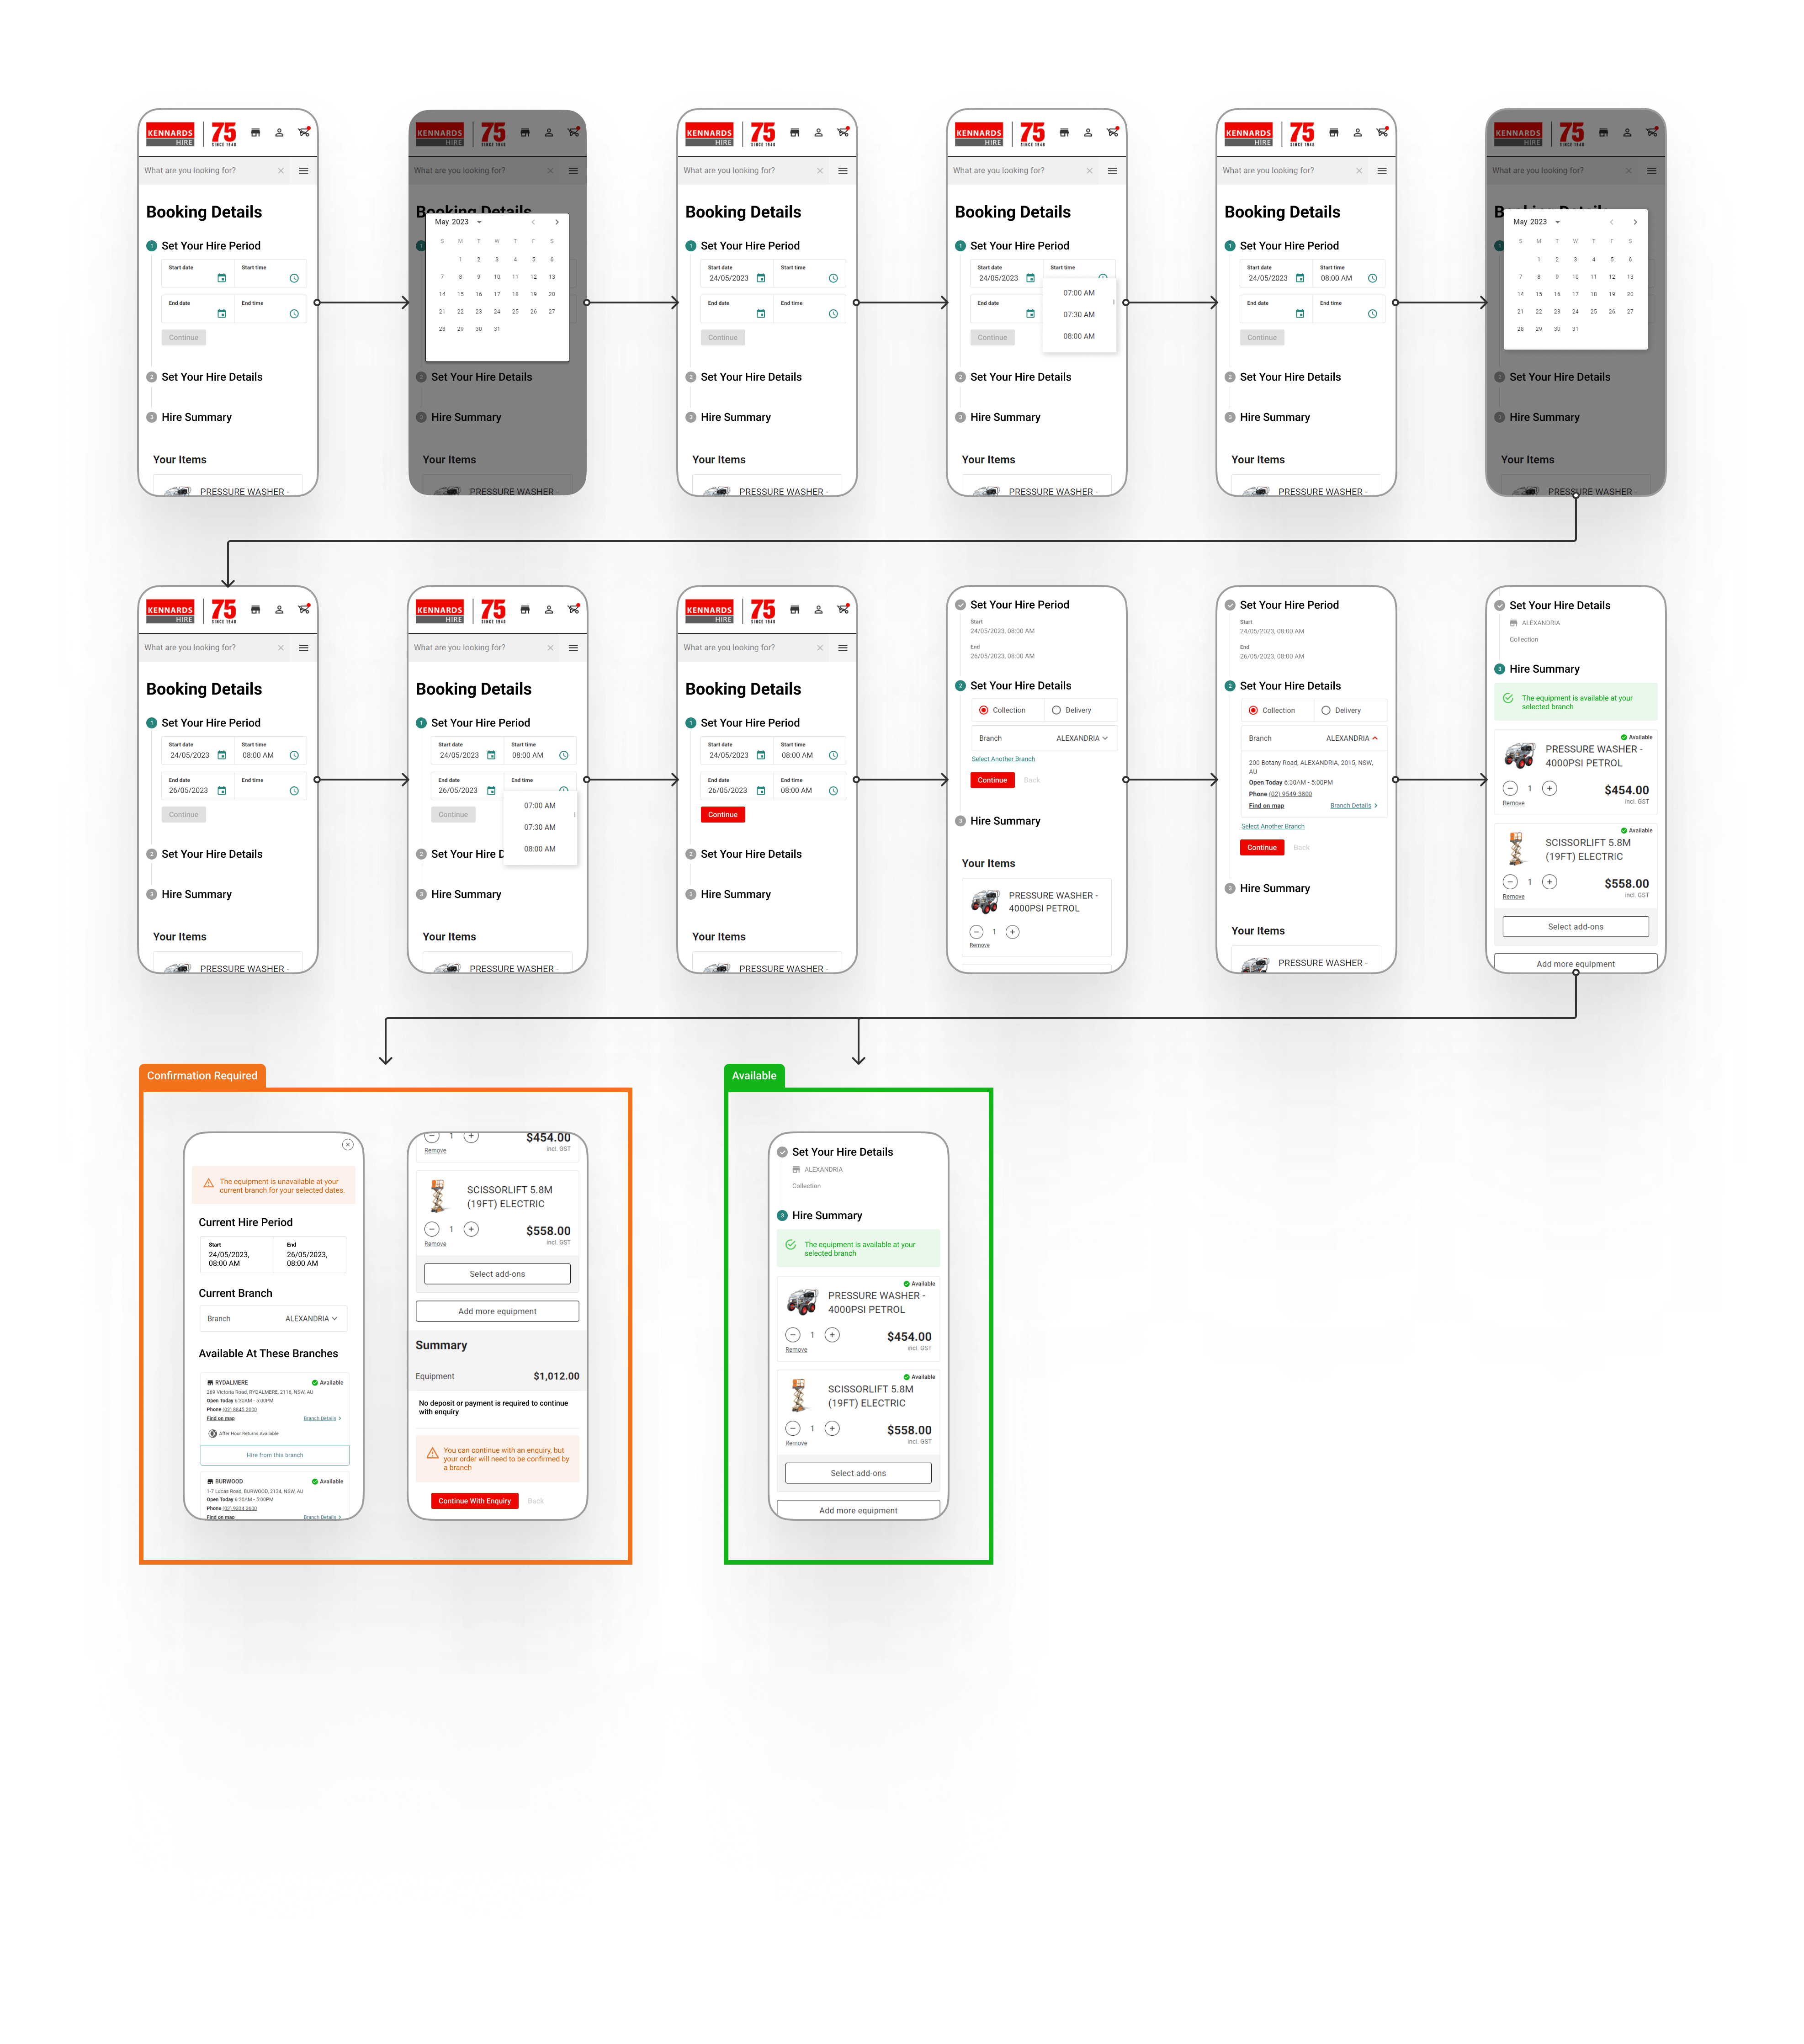 KENNARDS
HIRE
75
SINCE 1948
What are you looking for?
Booking Details
1 Set Your Hire Period
Start date
Start time
End date
End time
Continue
2 Set Your Hire Details
3 Hire Summary
Your Items
PRESSURE WASHER -
KENNARDS
HIRE
75
SINCE 1948
What are you looking for?
Booking Details
May 2023
S M T W T F S
1 2 3 4 5 6
7 8 9 10 11 12 13
14 15 16 17 18 19 20
21 22 23 24 25 26 27
28 29 30 31
Set Your Hire Details
3 Hire Summary
Your Items
PRESSURE WASHER -
KENNARDS
HIRE
75
SINCE 1948
What are you looking for?
Booking Details
1 Set Your Hire Period
Start date
24/05/2023
Start time
End date
End time
Continue
2 Set Your Hire Details
3 Hire Summary
Your Items
PRESSURE WASHER -
KENNARDS
HIRE
75
SINCE 1948
What are you looking for?
Booking Details
1 Set Your Hire Period
Start date
24/05/2023
Start time
End date
07:00 AM
07:30 AM
08:00 AM
Continue
2 Set Your Hire Details
3 Hire Summary
Your Items
PRESSURE WASHER -
KENNARDS
HIRE
75
SINCE 1948
What are you looking for?
Booking Details
1 Set Your Hire Period
Start date
24/05/2023
Start time
08:00 AM
End date
End time
Continue
2 Set Your Hire Details
3 Hire Summary
Your Items
PRESSURE WASHER -
KENNARDS
HIRE
75
SINCE 1948
What are you looking for?
May 2023
S M T W T F S
1 2 3 4 5 6
7 8 9 10 11 12 13
14 15 16 17 18 19 20
21 22 23 24 25 26 27
28 29 30 31
Set Your Hire Details
3 Hire Summary
Your Items
PRESSURE WASHER -
KENNARDS
HIRE
75
SINCE 1948
What are you looking for?
Booking Details
1 Set Your Hire Period
Start date
24/05/2023
Start time
08:00 AM
End date
26/05/2023
End time
Continue
2 Set Your Hire Details
3 Hire Summary
Your Items
PRESSURE WASHER -
KENNARDS
HIRE
75
SINCE 1948
What are you looking for?
Booking Details
1 Set Your Hire Period
Start date
24/05/2023
Start time
08:00 AM
End date
26/05/2023
End time
07:00 AM
07:30 AM
08:00 AM
Continue
2 Set Your Hire D
3 Hire Summary
Your Items
PRESSURE WASHER -
KENNARDS
HIRE
75
SINCE 1948
What are you looking for?
Booking Details
1 Set Your Hire Period
Start date
24/05/2023
Start time
08:00 AM
End date
26/05/2023
End time
08:00 AM
Continue
2 Set Your Hire Details
3 Hire Summary
Your Items
PRESSURE WASHER -
Set Your Hire Period
Start
24/05/2023, 08:00 AM
End
26/05/2023, 08:00 AM
2 Set Your Hire Details
Collection
Delivery
Branch
ALEXANDRIA
Select Another Branch
Continue
Back
3 Hire Summary
Your Items
PRESSURE WASHER -
4000PSI PETROL
1
Remove
Set Your Hire Period
Start
24/05/2023, 08:00 AM
End
26/05/2023, 08:00 AM
2 Set Your Hire Details
Collection
Delivery
Branch
ALEXANDRIA
200 Botany Road, ALEXANDRIA, 2015, NSW,
AU
Open Today 6:30AM - 5:00PM
Phone (02) 9549 3800
Find on map
Branch Details
Select Another Branch
Continue
Back
3 Hire Summary
Your Items
PRESSURE WASHER -
Set Your Hire Details
ALEXANDRIA
Collection
3 Hire Summary
The equipment is available at your
selected branch
Available
PRESSURE WASHER -
4000PSI PETROL
1
$454.00
Remove
incl. GST
Available
SCISSORLIFT 5.8M
(19FT) ELECTRIC
1
$558.00
Remove
incl. GST
Select add-ons
Add more equipment
Confirmation Required
The equipment is unavailable at your
current branch for your selected dates.
Current Hire Period
Start
24/05/2023,
08:00 AM
End
26/05/2023,
08:00 AM
Current Branch
Branch
ALEXANDRIA
Available At These Branches
RYDALMERE
Available
269 Victoria Road, RYDALMERE, 2116, NSW, AU
Open Today 6:30AM - 5:00PM
Phone (02) 8845 2000
Find on map
Branch Details
After Hour Returns Available
Hire from this branch
BURWOOD
Available
1-7 Lucas Road, BURWOOD, 2134, NSW, AU
Open Today 6:30AM - 5:00PM
Phone (02) 9334 3600
Find on map
Branch Details
1
$454.00
Remove
incl. GST
SCISSORLIFT 5.8M
(19FT) ELECTRIC
1
$558.00
Remove
incl. GST
Select add-ons
Add more equipment
Summary
Equipment
$1,012.00
No deposit or payment is required to continue
with enquiry
You can continue with an enquiry, but
your order will need to be confirmed by
a branch
Continue With Enquiry
Back
Available
Set Your Hire Details
ALEXANDRIA
Collection
3 Hire Summary
The equipment is available at your
selected branch
Available
PRESSURE WASHER -
4000PSI PETROL
1
$454.00
Remove
incl. GST
Available
SCISSORLIFT 5.8M
(19FT) ELECTRIC
1
$558.00
Remove
incl. GST
Select add-ons
Add more equipment